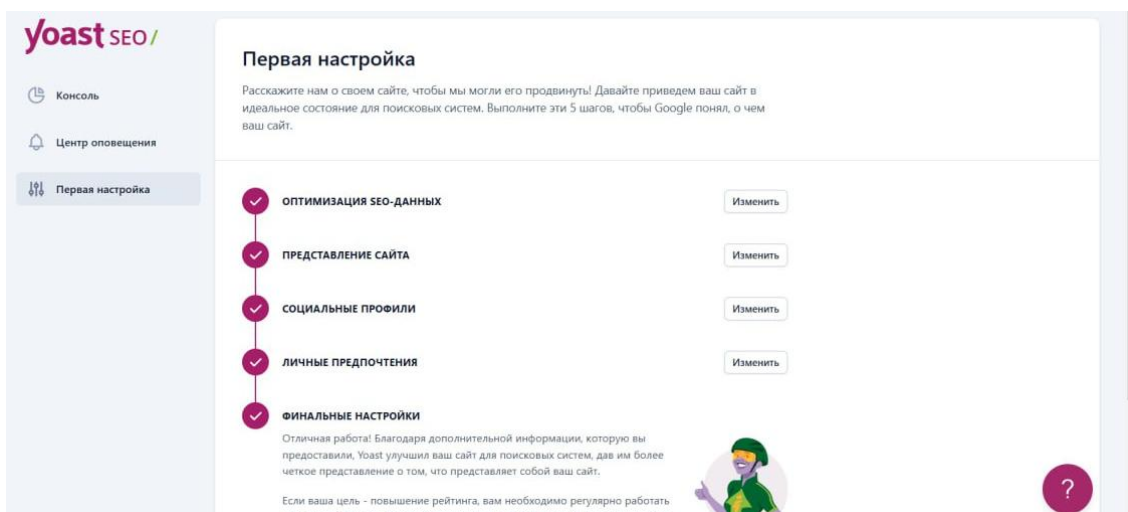 yoast SEO/
Консоль
Центр оповещения
Первая настройка
Первая настройка
Расскажите нам о своем сайте, чтобы мы могли его продвинуть! Давайте приведем ваш сайт в
идеальное состояние для поисковых систем. Выполните эти 5 шагов, чтобы Google понял, о чем
ваш сайт.
ОПТИМИЗАЦИЯ SEO-ДАННЫХ
Изменить
ПРЕДСТАВЛЕНИЕ САЙТА
Изменить
СОЦИАЛЬНЫЕ ПРОФИЛИ
Изменить
ЛИЧНЫЕ ПРЕДПОЧТЕНИЯ
Изменить
ФИНАЛЬНЫЕ НАСТРОЙКИ
Отличная работа! Благодаря дополнительной информации, которую вы
предоставили, Yoast улучшил ваш сайт для поисковых систем, дав им более
четкое представление о том, что представляет собой ваш сайт.
Если ваша цель - повышение рейтинга, вам необходимо регулярно работать
?